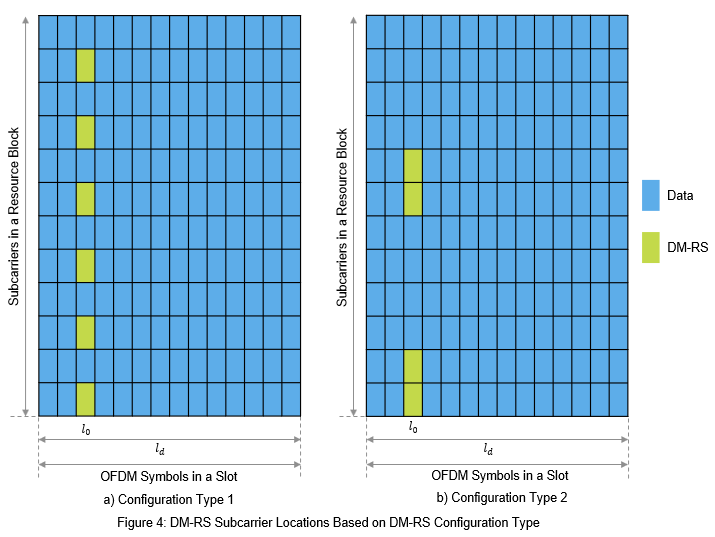 Subcarriers in a Resource Block
l0
ld
OFDM Symbols in a Slot
a) Configuration Type 1
Subcarriers in a Resource Block
l0
ld
OFDM Symbols in a Slot
b) Configuration Type 2
Data
DM-RS
Figure 4: DM-RS Subcarrier Locations Based on DM-RS Configuration Type